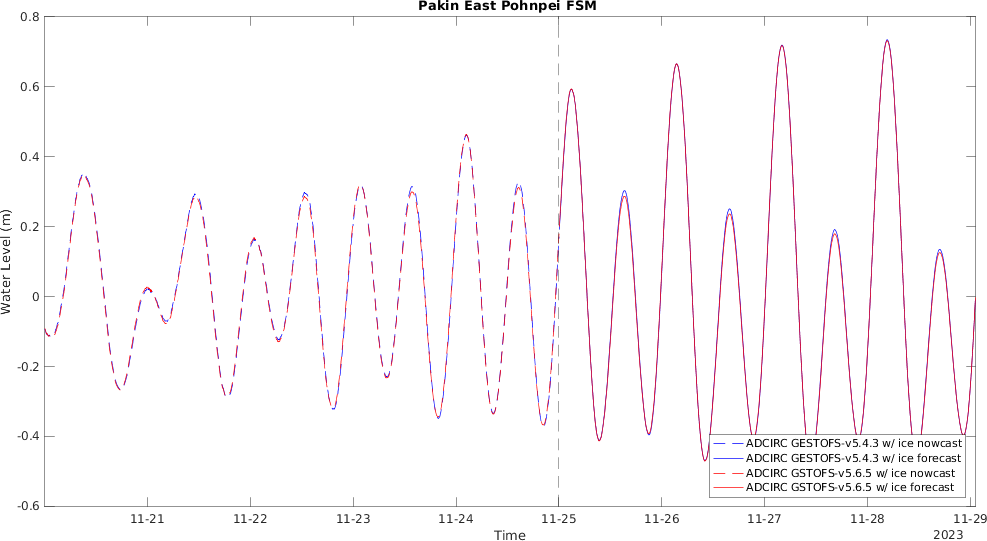 Pakin East Pohnpei FSM
Water Level (m)
0.8
0.6
0.4
0.2
0
-0.2
-0.4
-0.6
ADCIRC GESTOFS-v5.4.3 w/ ice nowcast
ADCIRC GESTOFS-v5.4.3 w/ ice forecast
ADCIRC GSTOFS-v5.6.5 w/ ice nowcast
ADCIRC GSTOFS-v5.6.5 w/ ice forecast
11-21 11-22 11-23 11-24 11-25 11-26 11-27 11-28 11-29
Time
2023